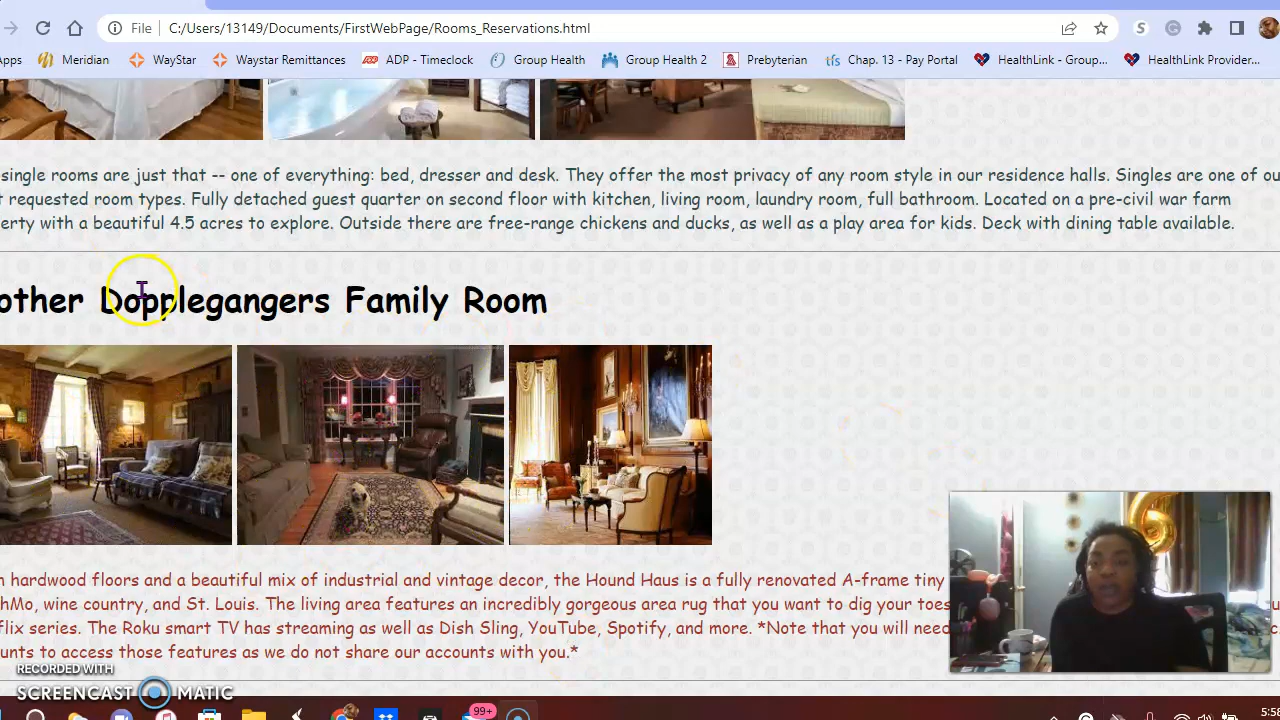 File C:/Users/13149/Documents/FirstWebPage/Rooms_Reservations.html
Apps Meridian WayStar Waystar Remittances ADP - Timeclock Group Health Group Health 2 Prebyterian Chap. 13 - Pay Portal HealthLink - Group... HealthLink Provider...
single rooms are just that -- one of everything: bed, dresser and desk. They offer the most privacy of any room style in our residence halls. Singles are one of ou
t requested room types. Fully detached guest quarter on second floor with kitchen, living room, laundry room, full bathroom. Located on a pre-civil war farm
erty with a beautiful 4.5 acres to explore. Outside there are free-range chickens and ducks, as well as a play area for kids. Deck with dining table available.
other Dopplegangers Family Room
h hardwood floors and a beautiful mix of industrial and vintage decor, the Hound Haus is a fully renovated A-frame tiny
hMo, wine country, and St. Louis. The living area features an incredibly gorgeous area rug that you want to dig your toes
flix series. The Roku smart TV has streaming as well as Dish Sling, YouTube, Spotify, and more. *Note that you will need
unts to access those features as we do not share our accounts with you.*
RECORDED WITH
SCREENCAST MATIC
99+
5:58